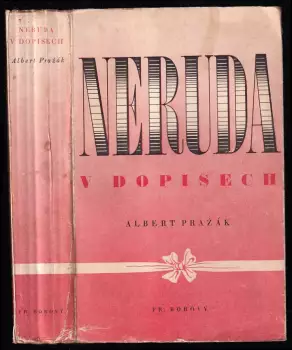 NERUDA
V DOPISECH
Albert Pražák
FR. BOROVÝ
NERUDA
V DOPISECH
ALBERT PRAŽÁK
FR. BOROVÝ